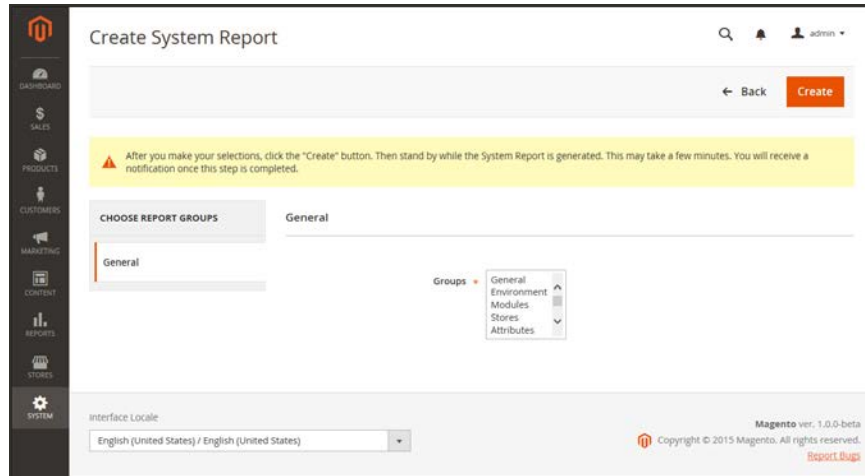 Create System Report
admin
DASHBOARD
SALES
PRODUCTS
CUSTOMERS
MARKETING
CONTENT
REPORTS
STORES
SYSTEM
← Back
Create
After you make your selections, click the "Create" button. Then stand by while the System Report is generated. This may take a few minutes. You will receive a
notification once this step is completed.
CHOOSE REPORT GROUPS
General
General
Groups *
General
Environment
Modules
Stores
Attributes
Interface Locale
English (United States) / English (United States)
Magento ver. 1.0.0-beta
Copyright © 2015 Magento. All rights reserved.
Report Bugs